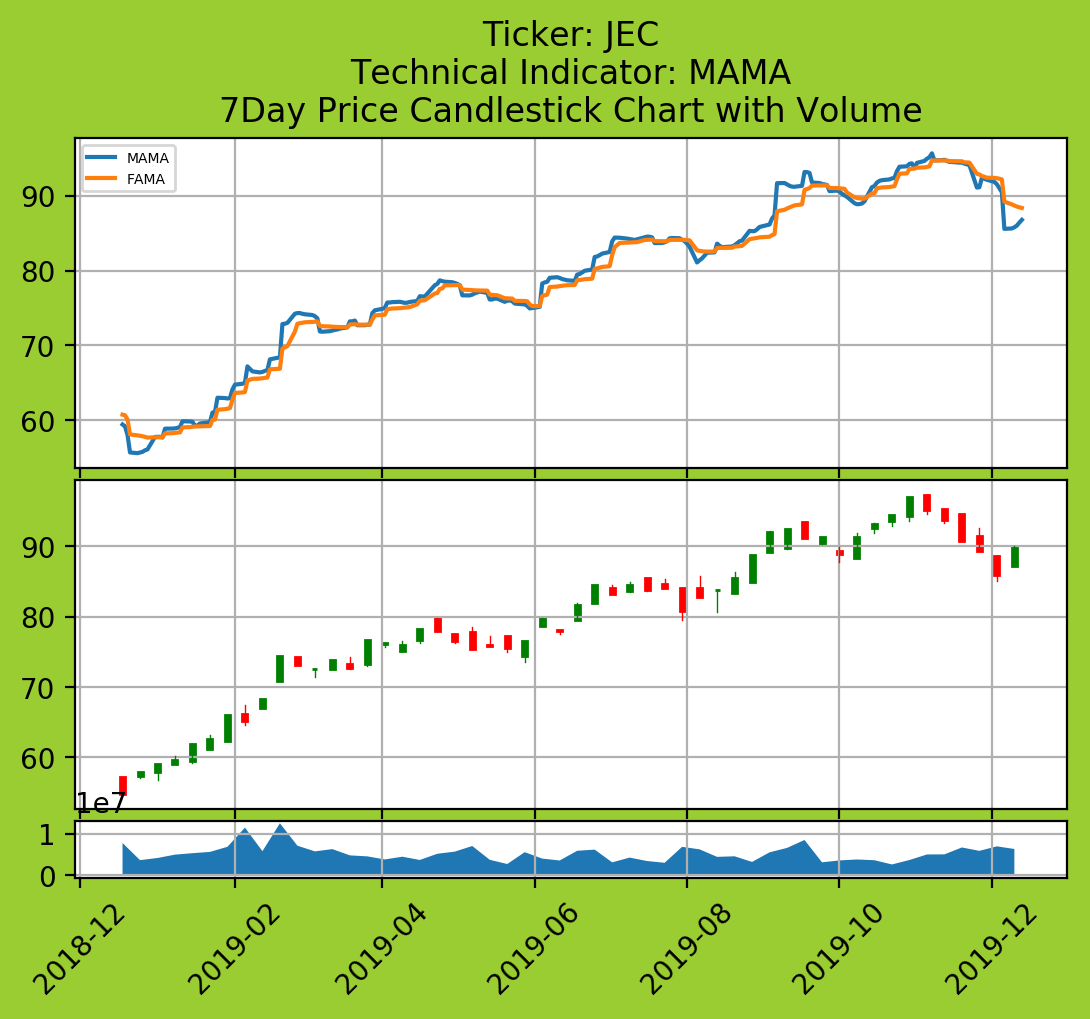 Ticker: JEC
Technical Indicator: MAMA
7Day Price Candlestick Chart with Volume
MAMA
FAMA
90
80
70
60
90
80
70
60
1e7
1
0
2018-12
2019-02
2019-04
2019-06
2019-08
2019-10
2019-12